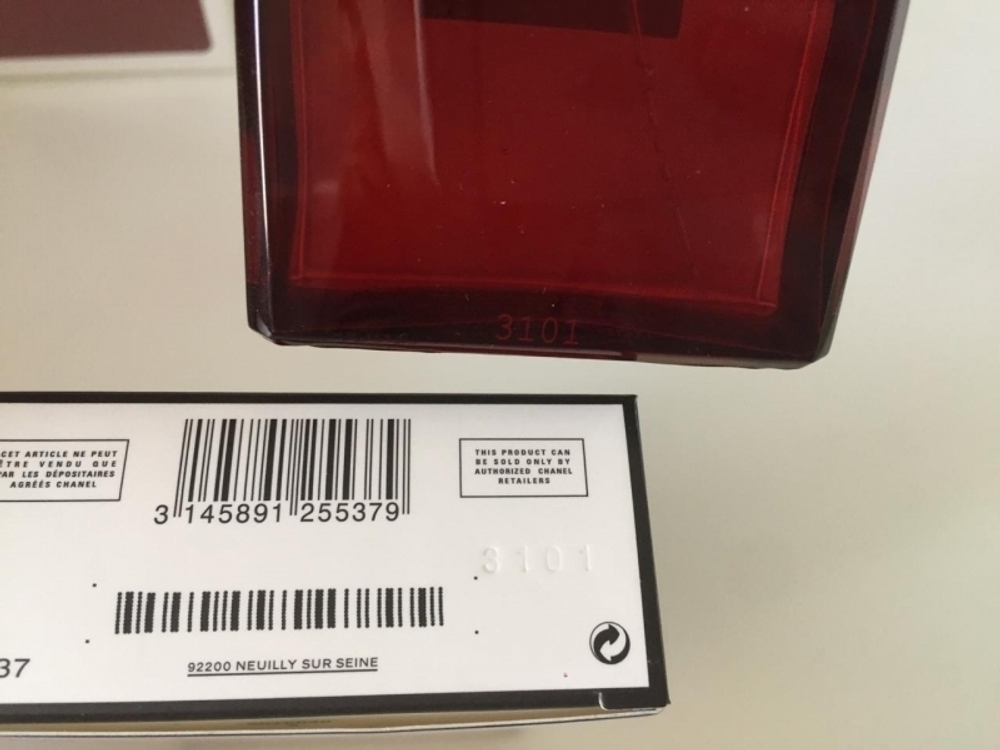 3101
CET ARTICLE NE PEUT
ÊTRE VENDU QUE
PAR LES DÉPOSITAIRES
AGRÉÉS CHANEL
3 145891 255379
THIS PRODUCT CAN
BE SOLD ONLY BY
AUTHORIZED CHANEL
RETAILERS
3101
37
92200 NEUILLY SUR SEINE